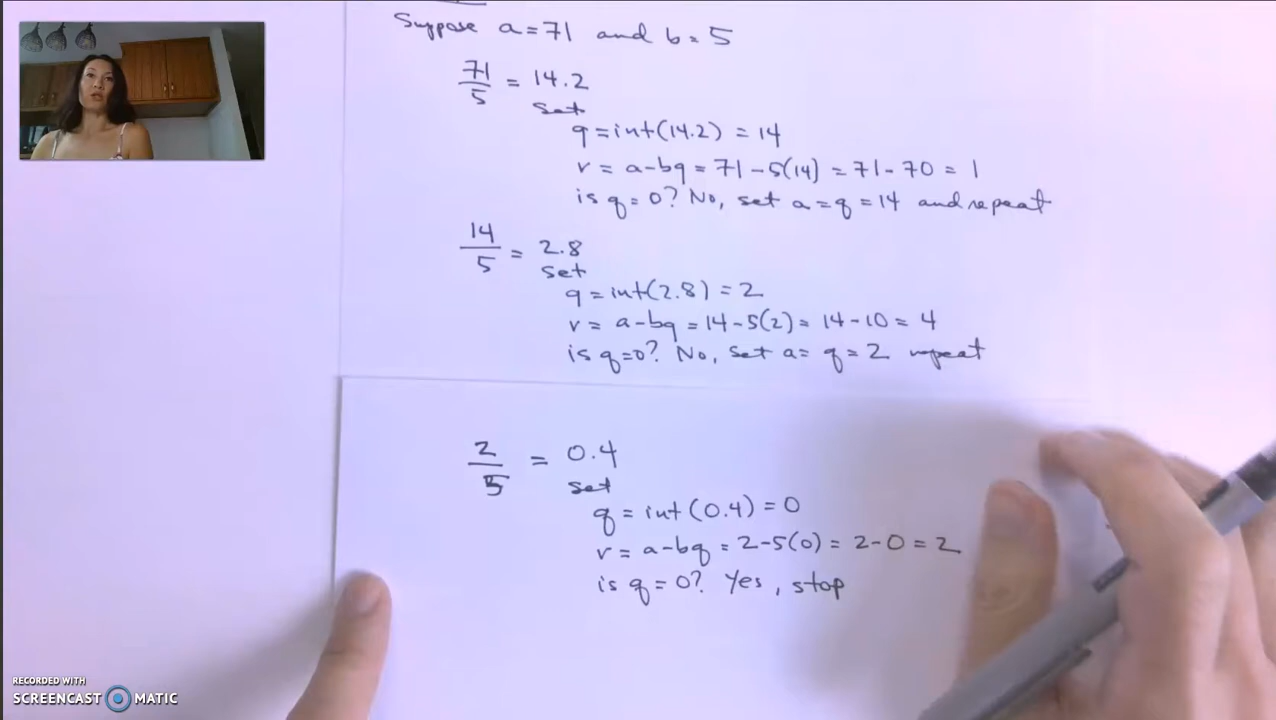 Suppose a=71 and b=5
71/5 = 14.2
set
q=int(14.2) = 14
r = a-bq = 71-5(14) = 71-70 = 1
is q=0? No, set a=q=14 and repeat
14/5 = 2.8
set
q=int(2.8) = 2
r = a-bq = 14-5(2) = 14-10 = 4
is q=0? No, set a= q=2 repeat
2/5 = 0.4
set
q = int(0.4) = 0
r = a-bq = 2-5(0) = 2-0 = 2
is q=0? Yes, stop
RECORDED WITH
SCREENCAST MATIC